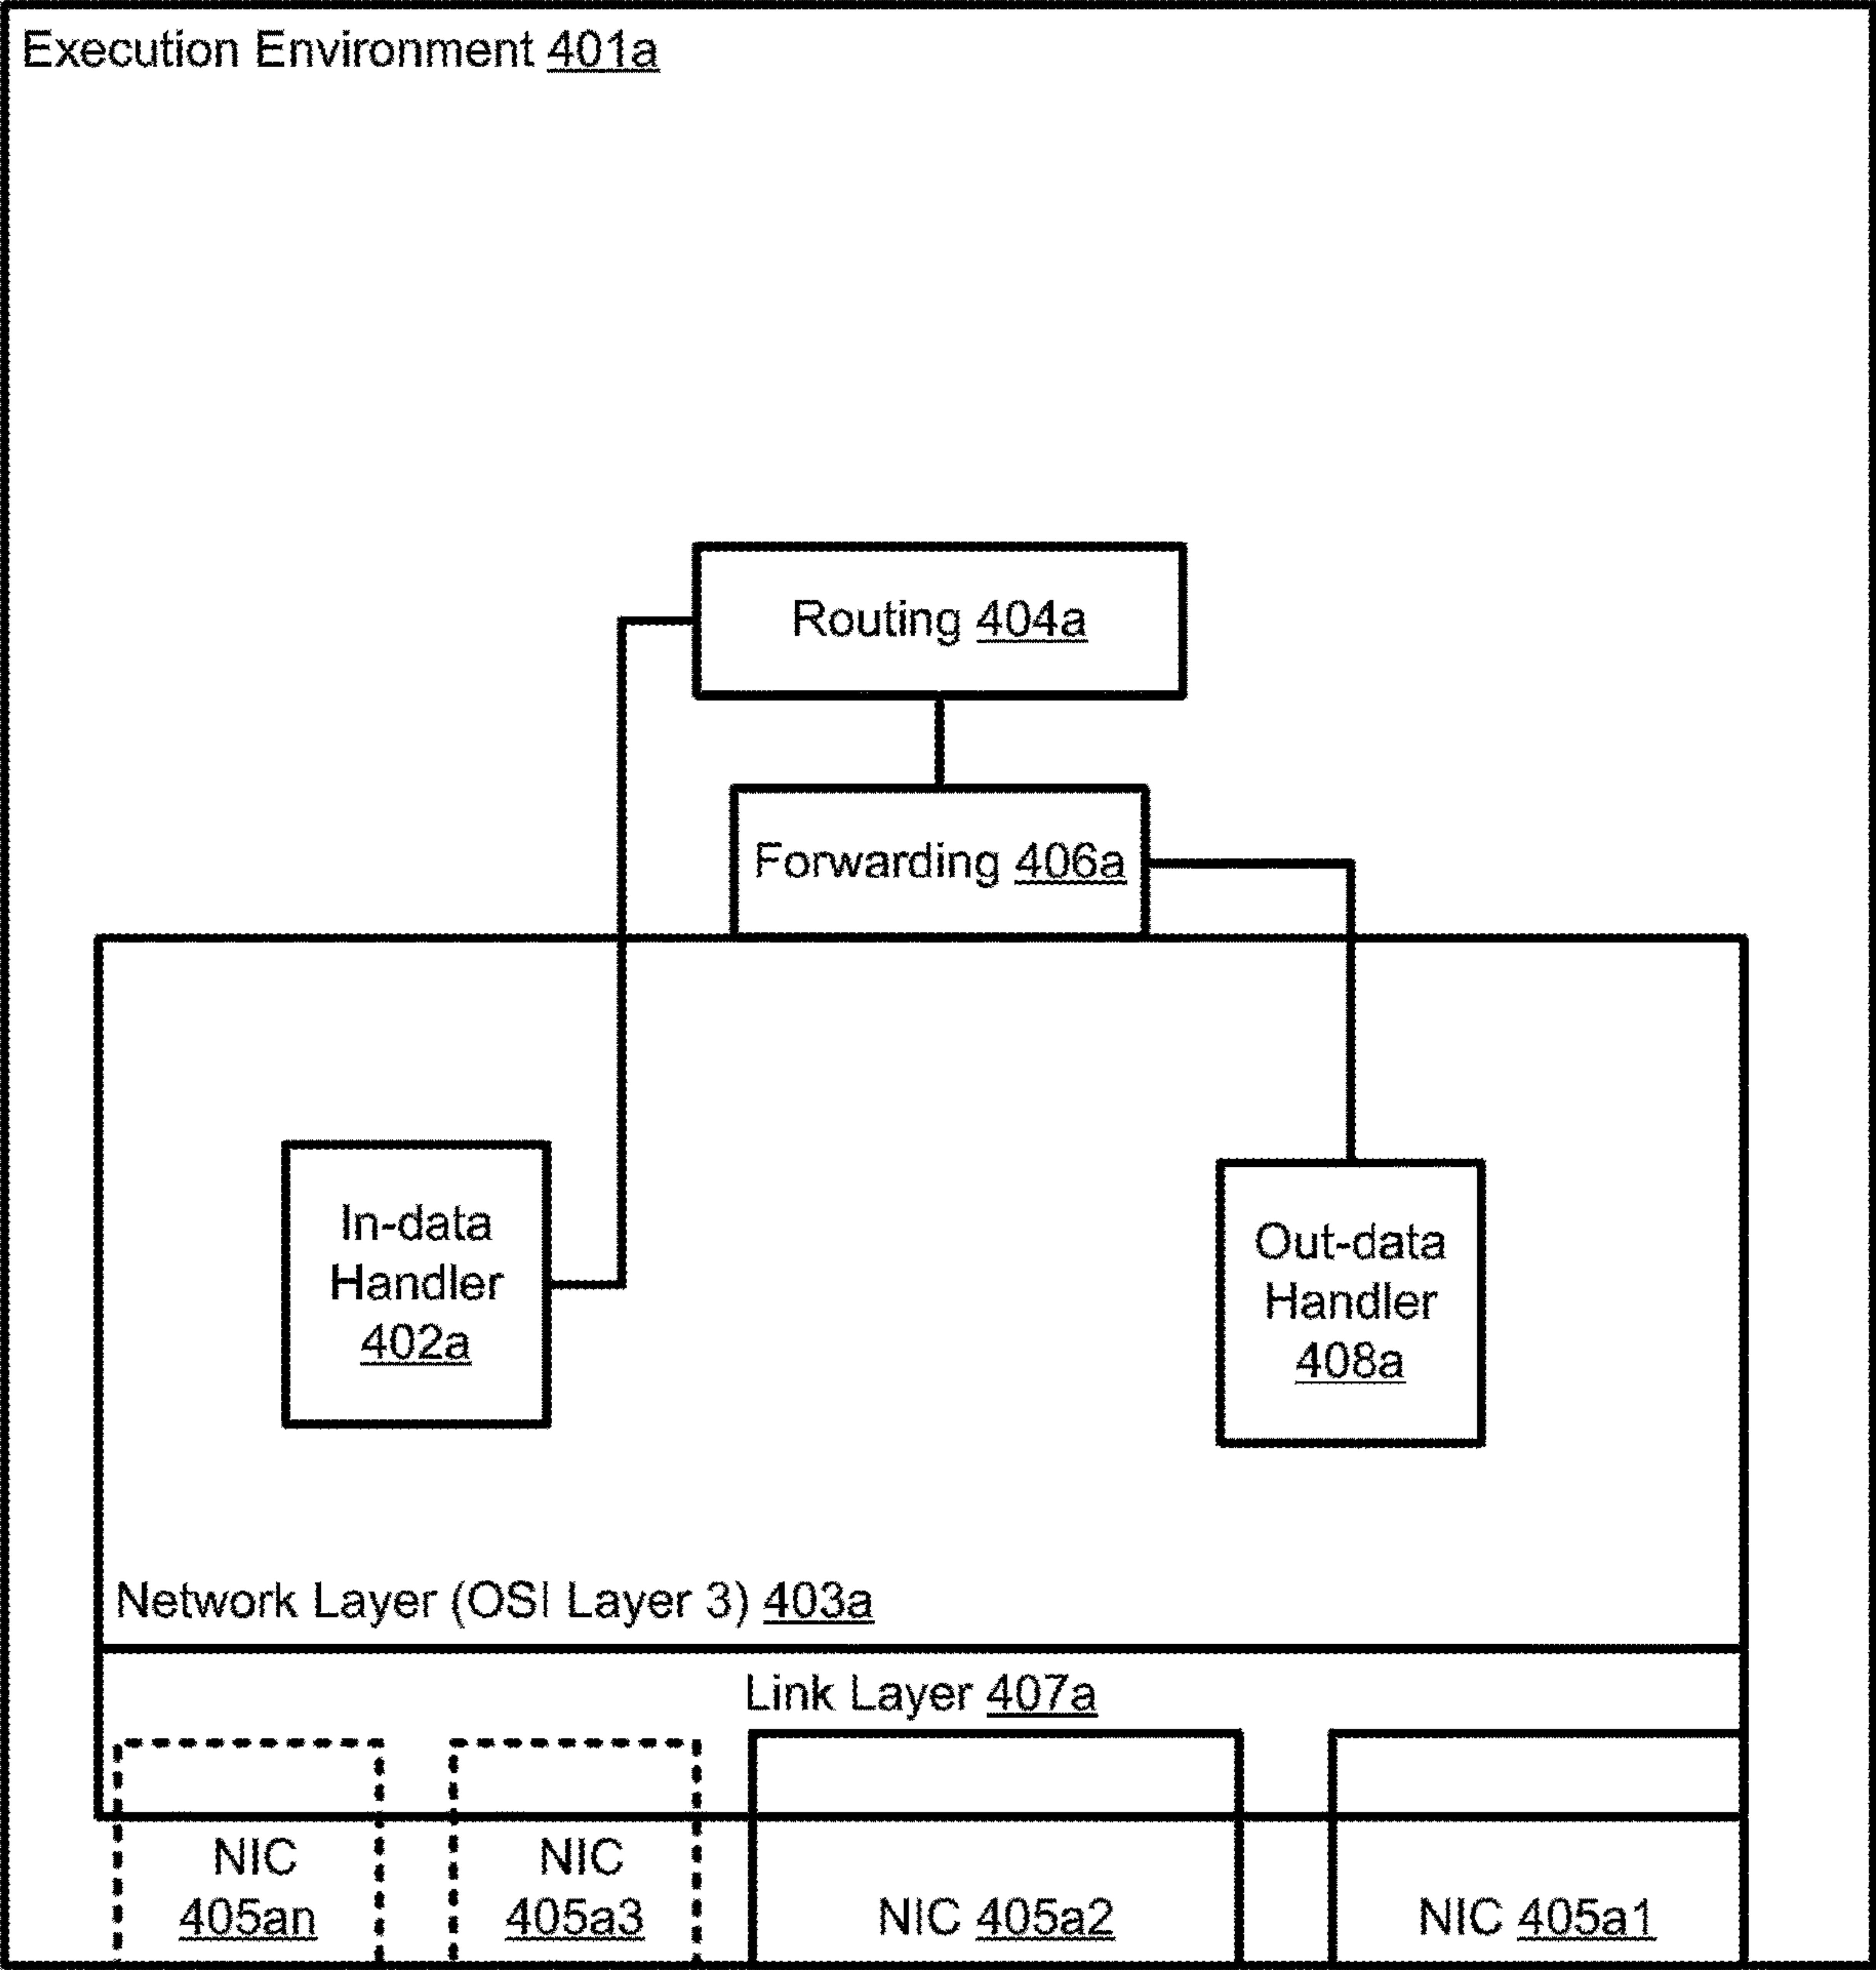 Execution Environment 401a
Routing 404a
Forwarding 406a
In-data
Handler
402a
Out-data
Handler
408a
Network Layer (OSI Layer 3) 403a
Link Layer 407a
NIC
405an
NIC
405a3
NIC 405a2
NIC 405a1